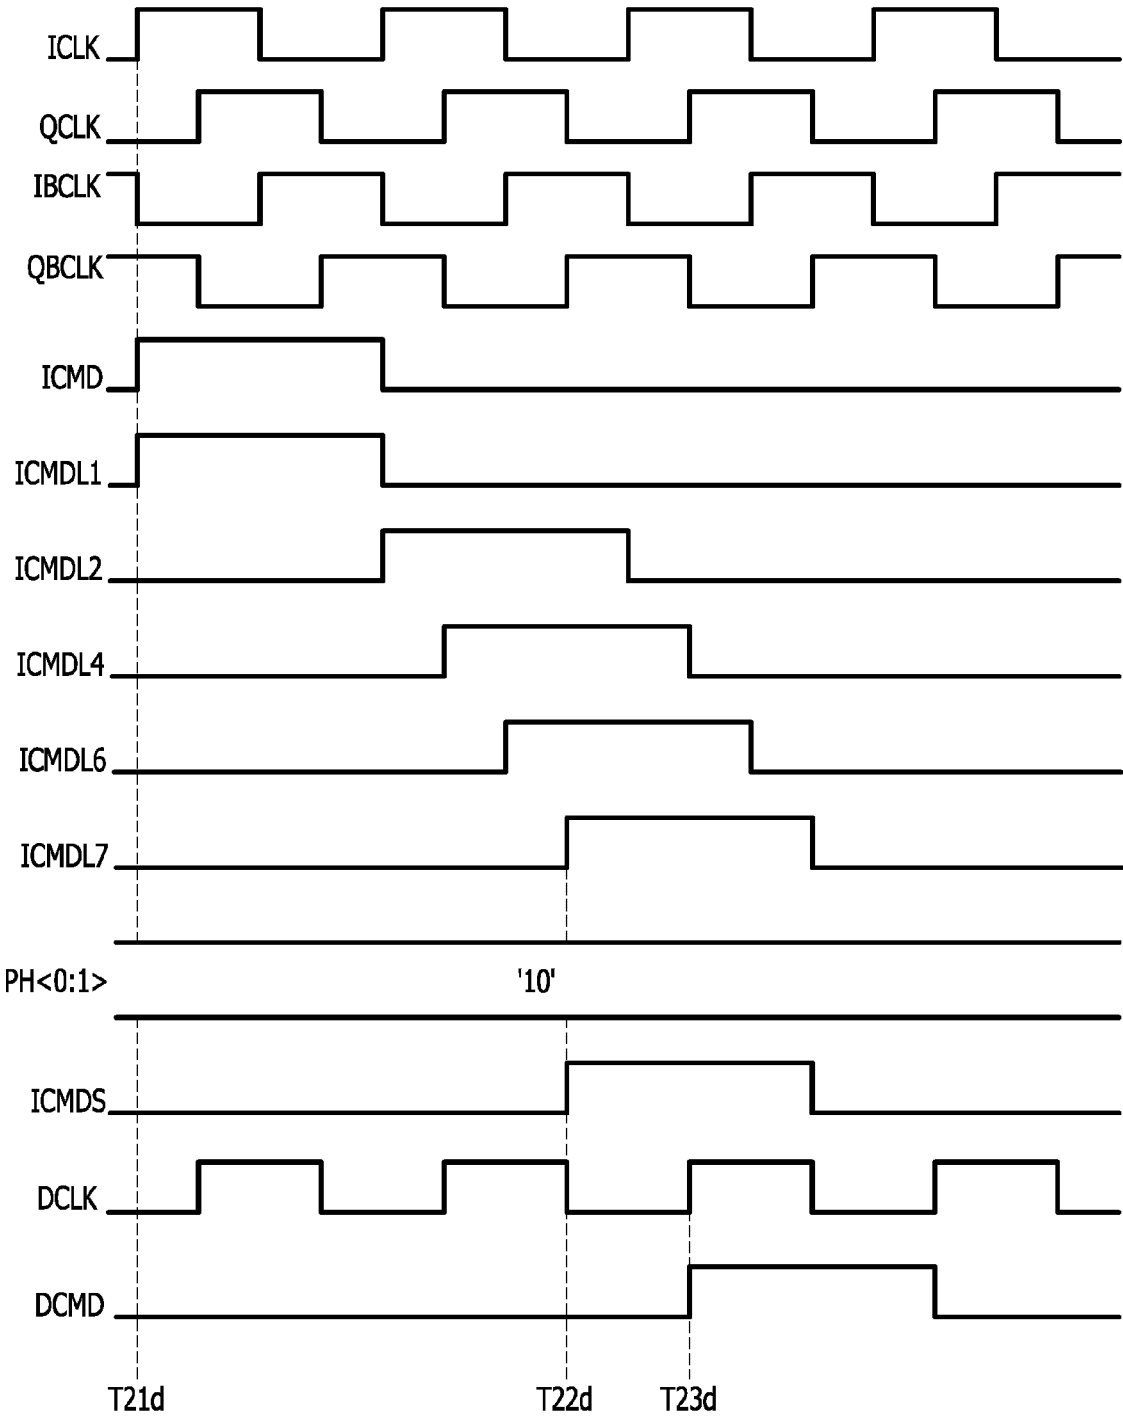 ICLK
QCLK
IBCLK
QBCLK
ICMD
ICMDL1
ICMDL2
ICMDL4
ICMDL6
ICMDL7
PH<0:1> '10'
ICMDS
DCLK
DCMD
T21d T22d T23d